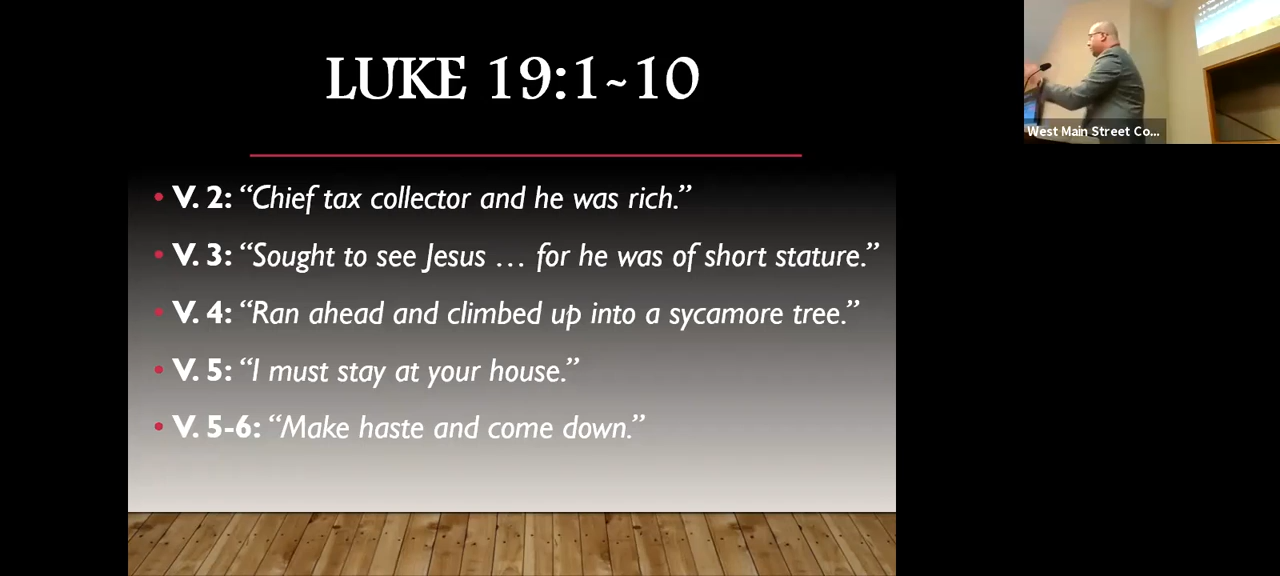 LUKE 19:1~10
• V. 2: “Chief tax collector and he was rich.”
• V. 3: “Sought to see Jesus … for he was of short stature.”
• V. 4: “Ran ahead and climbed up into a sycamore tree.”
• V. 5: “I must stay at your house.”
• V. 5-6: “Make haste and come down.”
West Main Street Co...